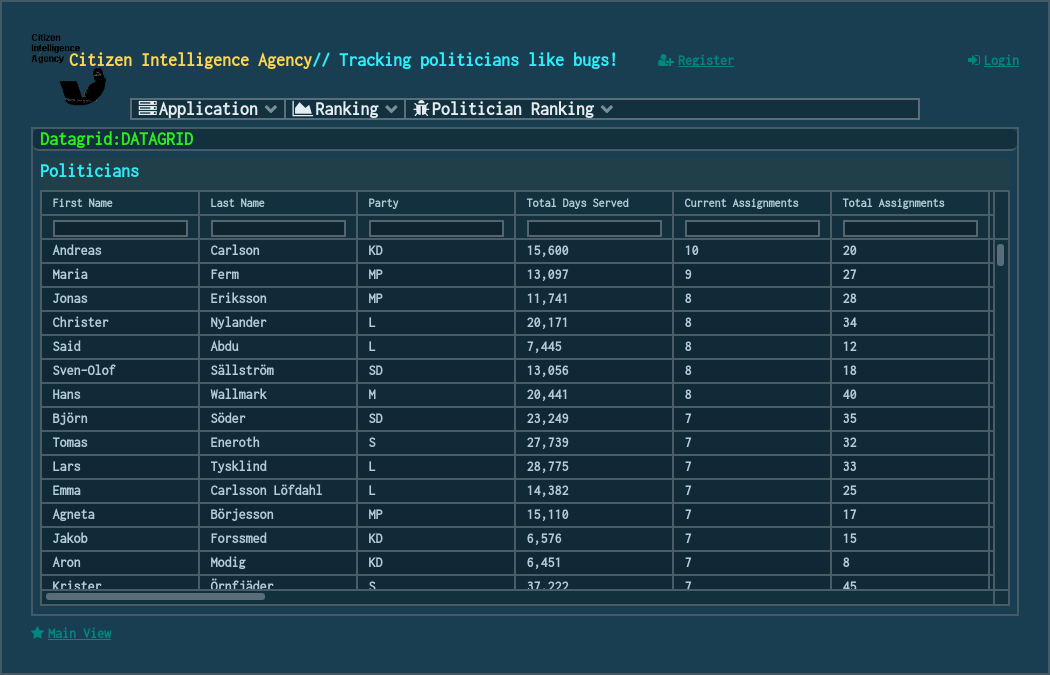 Citizen
Intelligence
Agency
Citizen Intelligence Agency// Tracking politicians like bugs! Register Login
Application Ranking Politician Ranking
Datagrid:DATAGRID
Politicians
First Name Last Name Party Total Days Served Current Assignments Total Assignments
Andreas Carlson KD 15,600 10 20
Maria Ferm MP 13,097 9 27
Jonas Eriksson MP 11,741 8 28
Christer Nylander L 20,171 8 34
Said Abdu L 7,445 8 12
Sven-Olof Sällström SD 13,056 8 18
Hans Wallmark M 20,441 8 40
Björn Söder SD 23,249 7 35
Tomas Eneroth S 27,739 7 32
Lars Tysklind L 28,775 7 33
Emma Carlsson Löfdahl L 14,382 7 25
Agneta Börjesson MP 15,110 7 17
Jakob Forssmed KD 6,576 7 15
Aron Modig KD 6,451 7 8
Krister Örnfjäder S 37,222 7 45
Main View